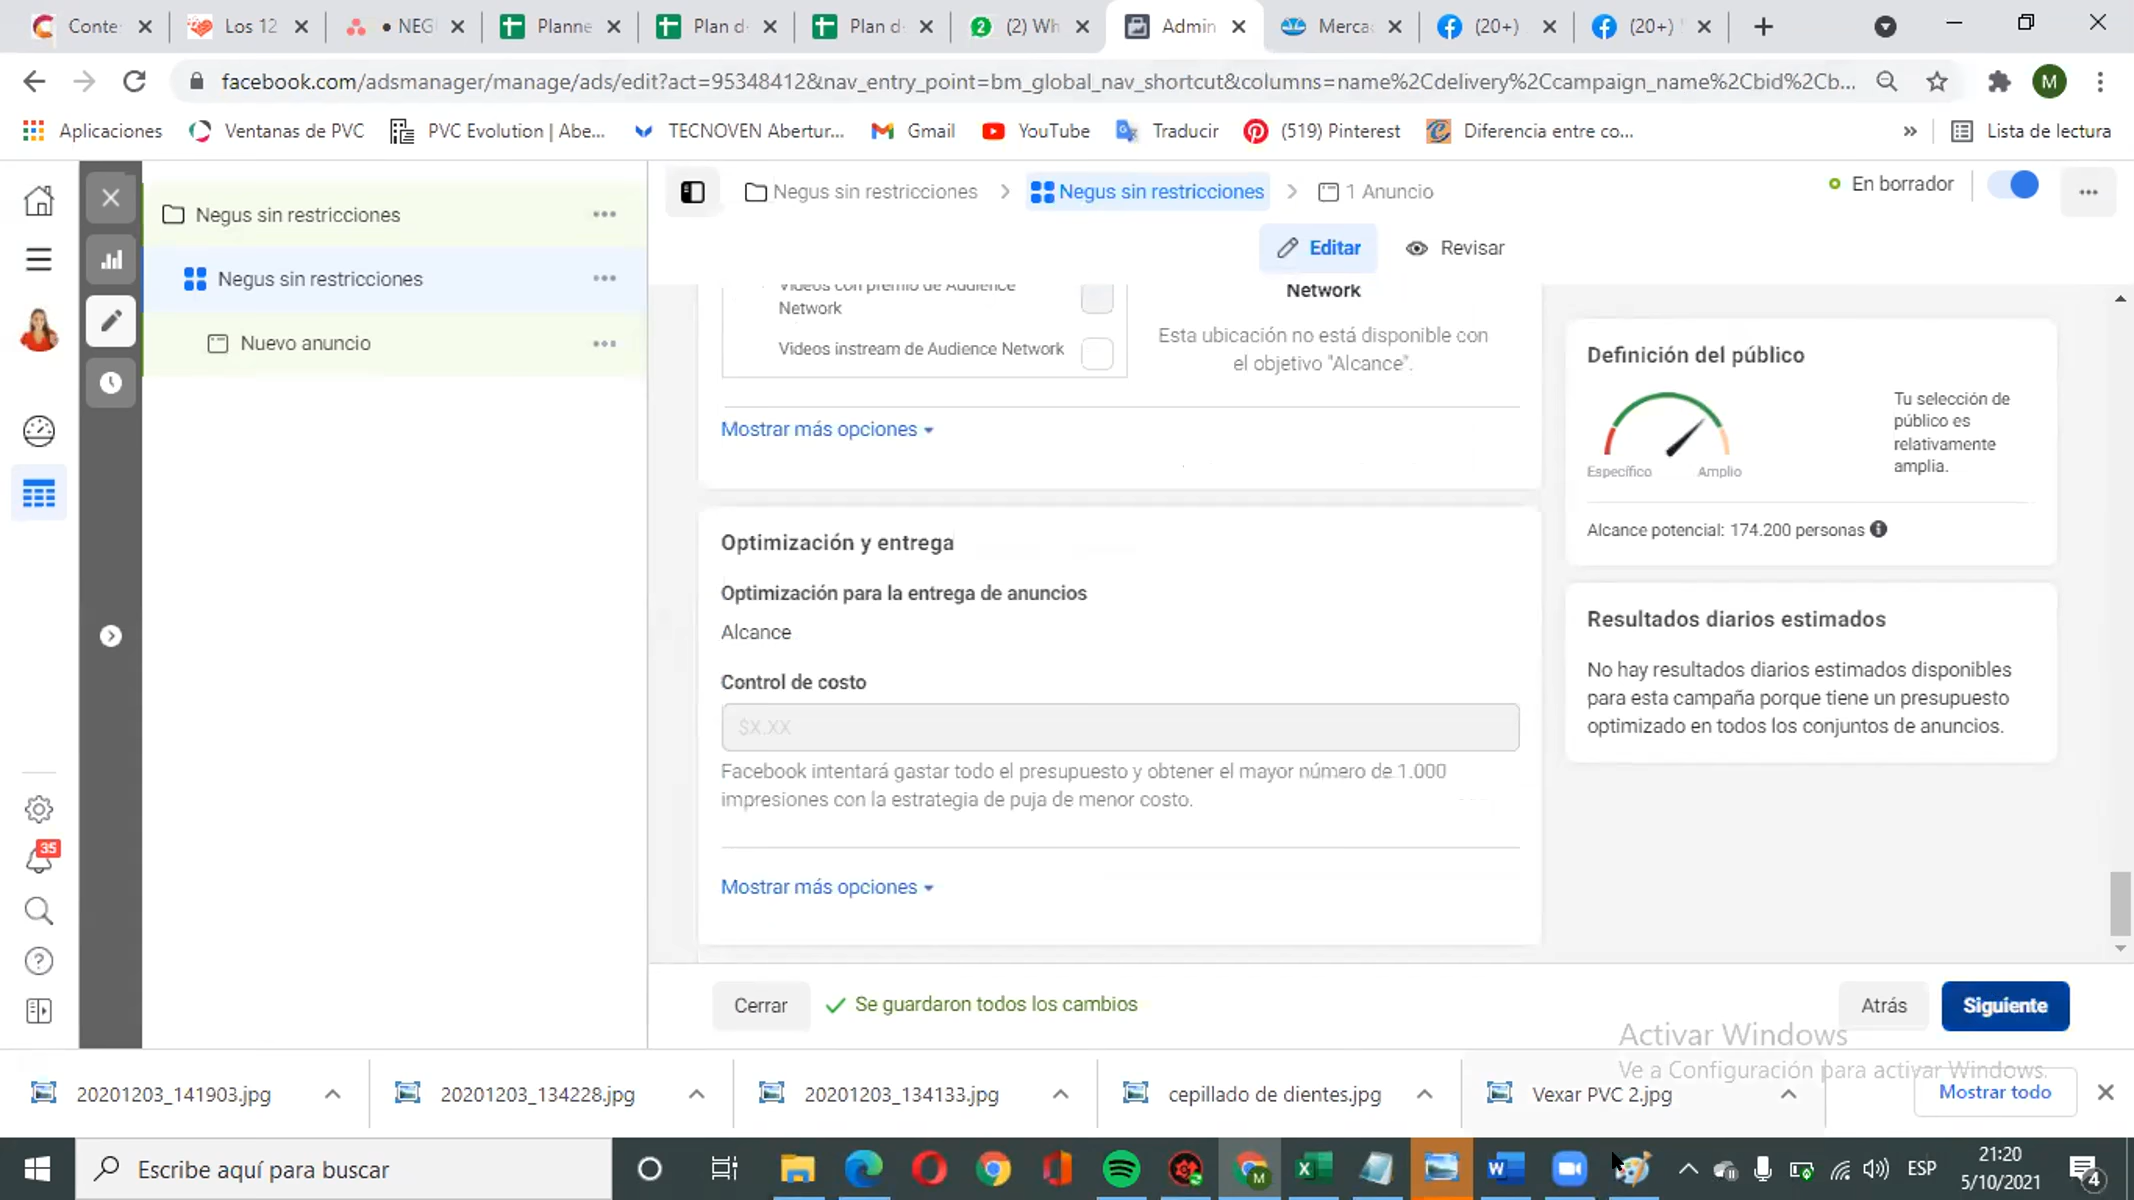 Conte
Los 12
• NEG
Planne
Plan d
Plan d
(2) Wh
Admin
Merca
(20+)
(20+)
facebook.com/adsmanager/manage/ads/edit?act=95348412&nav_entry_point=bm_global_nav_shortcut&columns=name%2Cdelivery%2Ccampaign_name%2Cbid%2Cb...
M
Aplicaciones
Ventanas de PVC
PVC Evolution | Abe...
TECNOVEN Abertur...
Gmail
YouTube
Traducir
(519) Pinterest
Diferencia entre co...
»
Lista de lectura
Negus sin restricciones
Negus sin restricciones
Nuevo anuncio
Negus sin restricciones
Negus sin restricciones
1 Anuncio
En borrador
Editar
Revisar
Videos con premio de Audience
Network
Videos instream de Audience Network
Network
Esta ubicación no está disponible con
el objetivo "Alcance".
Mostrar más opciones
Optimización y entrega
Optimización para la entrega de anuncios
Alcance
Control de costo
$X.XX
Facebook intentará gastar todo el presupuesto y obtener el mayor número de 1.000
impresiones con la estrategia de puja de menor costo.
Mostrar más opciones
Definición del público
Específico
Amplio
Tu selección de
público es
relativamente
amplia.
Alcance potencial: 174.200 personas
Resultados diarios estimados
No hay resultados diarios estimados disponibles
para esta campaña porque tiene un presupuesto
optimizado en todos los conjuntos de anuncios.
35
Cerrar
Se guardaron todos los cambios
Atrás
Siguiente
Activar Windows
Ve a Configuración para activar Windows.
20201203_141903.jpg
20201203_134228.jpg
20201203_134133.jpg
cepillado de dientes.jpg
Vexar PVC 2.jpg
Mostrar todo
Escribe aquí para buscar
ESP
21:20
5/10/2021
4